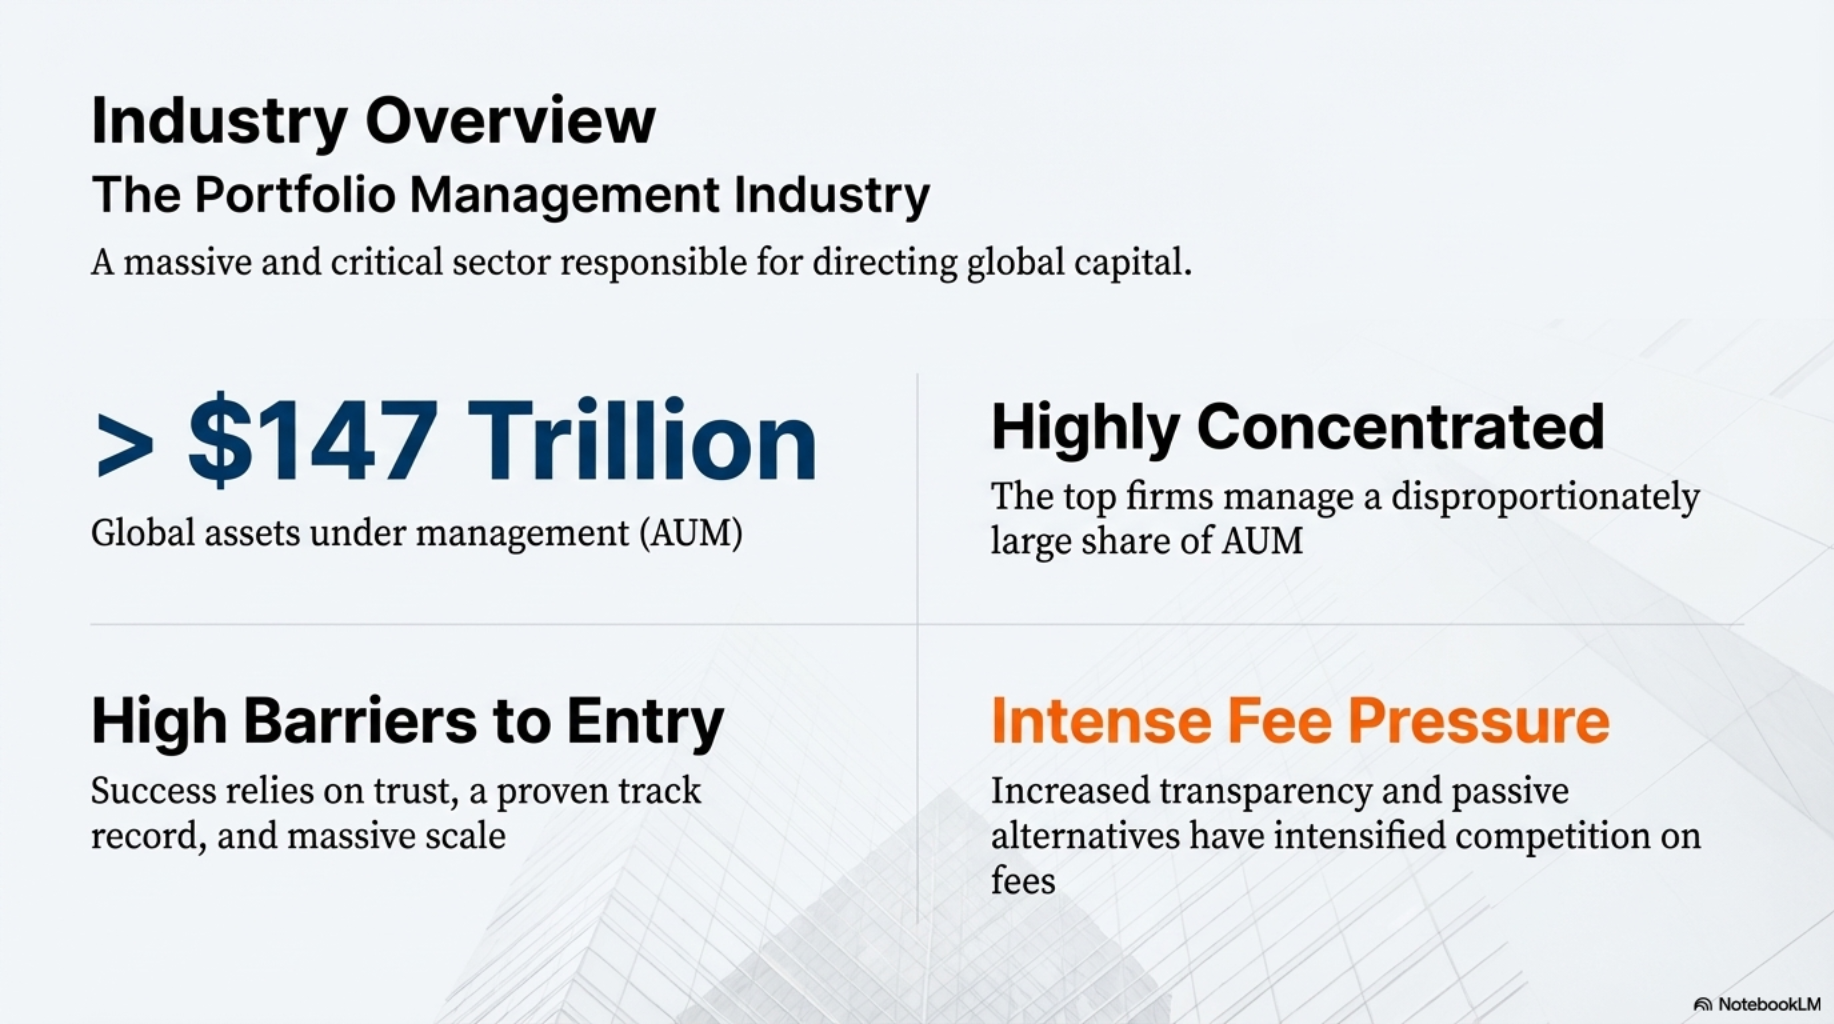 Industry Overview
The Portfolio Management Industry
A massive and critical sector responsible for directing global capital.
> $147 Trillion
Global assets under management (AUM)
Highly Concentrated
The top firms manage a disproportionately
large share of AUM
High Barriers to Entry
Success relies on trust, a proven track
record, and massive scale
Intense Fee Pressure
Increased transparency and passive
alternatives have intensified competition on
fees
NotebookLM